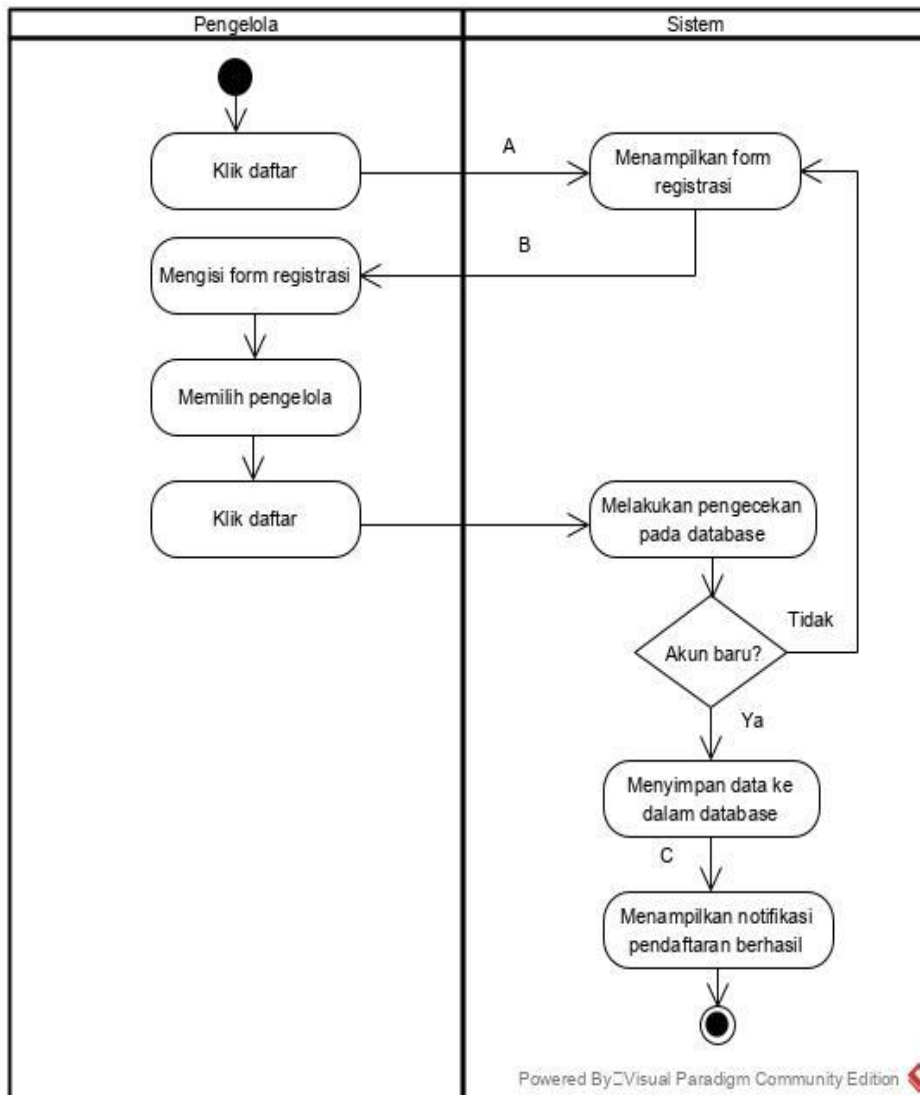 Pengelola
Sistem
Klik daftar
A
Menampilkan form
registrasi
B
Mengisi form registrasi
Memilih pengelola
Klik daftar
Melakukan pengecekan
pada database
Tidak
Akun baru?
Ya
Menyimpan data ke
dalam database
C
Menampilkan notifikasi
pendaftaran berhasil
Powered By Visual Paradigm Community Edition